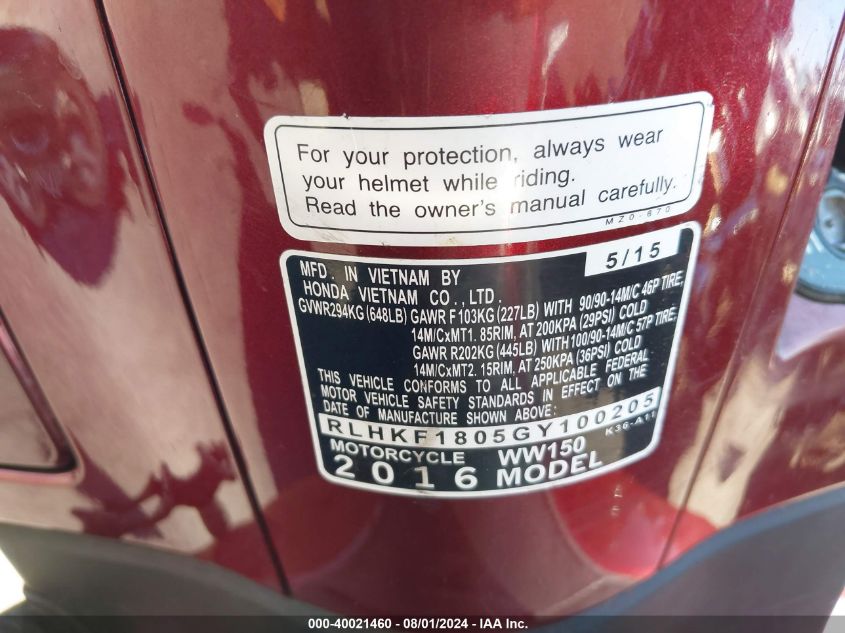 For your protection, always wear
your helmet while riding.
Read the owner's manual carefully.
MZ0-670
5/15
MFD. IN VIETNAM BY
HONDA VIETNAM CO., LTD.
GVWR294KG (648LB) GAWR F 103KG (227LB) WITH 90/90-14M/C 46P TIRE,
14M/CxMT1. 85RIM, AT 200KPA (29PSI) COLD
GAWR R202KG (445LB) WITH100/90-14M/C 57P TIRE,
14M/CxMT2. 15RIM, AT 250KPA (36PSI) COLD
THIS VEHICLE CONFORMS TO ALL APPLICABLE FEDERAL
MOTOR VEHICLE SAFETY STANDARDS IN EFFECT ON THE
DATE OF MANUFACTURE SHOWN ABOVE:
RLHKF1805GY100205
K36-A11
MOTORCYCLE WW150
2016 MODEL
000-40021460 - 08/01/2024 - IAA Inc.